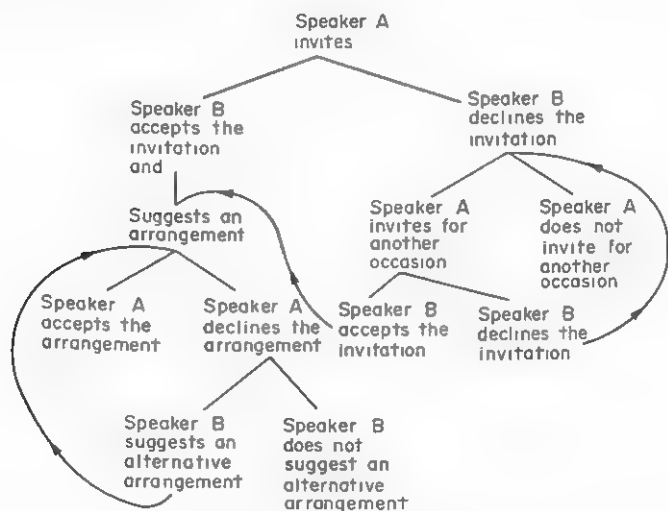 Speaker A
invites
Speaker B
accepts the
invitation
and
Speaker B
declines the
invitation
Suggests an
arrangement
Speaker A
invites for
another
occasion
Speaker A
does not
invite for
another
occasion
Speaker A
accepts the
arrangement
Speaker A
declines the
arrangement
Speaker B
accepts the
invitation
Speaker B
declines the
invitation
Speaker B
suggests an
alternative
arrangement
Speaker B
does not
suggest an
alternative
arrangement